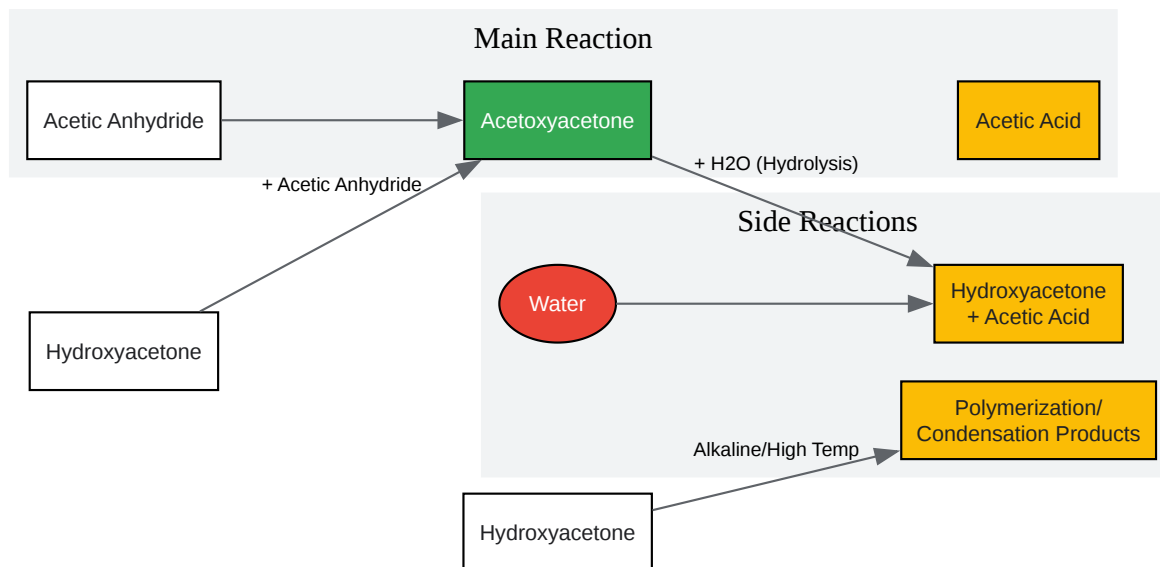 Main Reaction
Acetic Anhydride
Acetoxyacetone
Acetic Acid
+ H2O (Hydrolysis)
+ Acetic Anhydride
Side Reactions
Water
Hydroxyacetone
+ Acetic Acid
Hydroxyacetone
Polymerization/
Condensation Products
Alkaline/High Temp
Hydroxyacetone